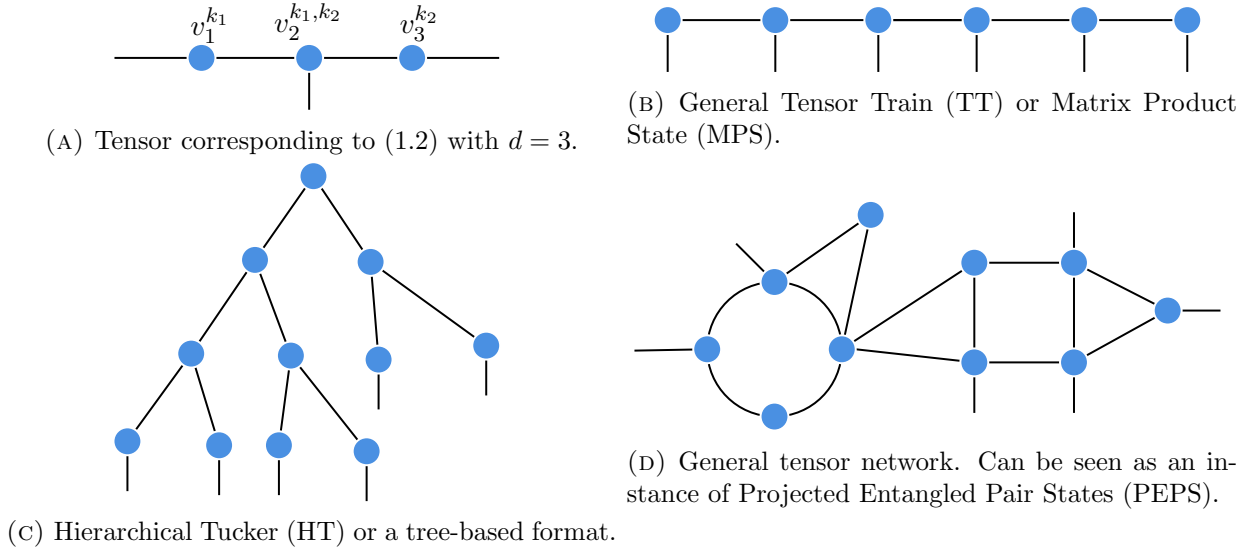 v_1^{k_1} v_2^{k_1,k_2} v_3^{k_2}
(A) Tensor corresponding to (1.2) with d = 3.
(B) General Tensor Train (TT) or Matrix Product
State (MPS).
(C) Hierarchical Tucker (HT) or a tree-based format.
(D) General tensor network. Can be seen as an in-
stance of Projected Entangled Pair States (PEPS).